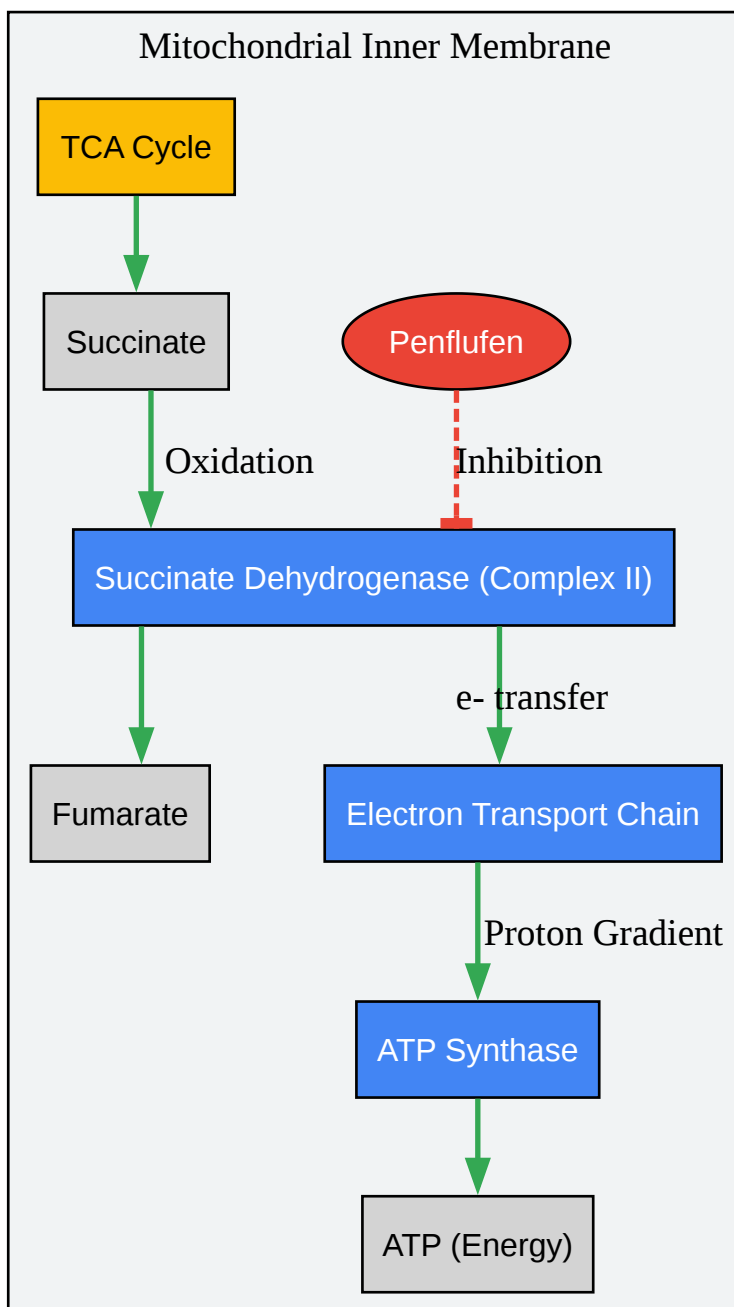 Mitochondrial Inner Membrane
TCA Cycle
Succinate
Penflufen
Oxidation
Inhibition
Succinate Dehydrogenase (Complex II)
e- transfer
Fumarate
Electron Transport Chain
Proton Gradient
ATP Synthase
ATP (Energy)